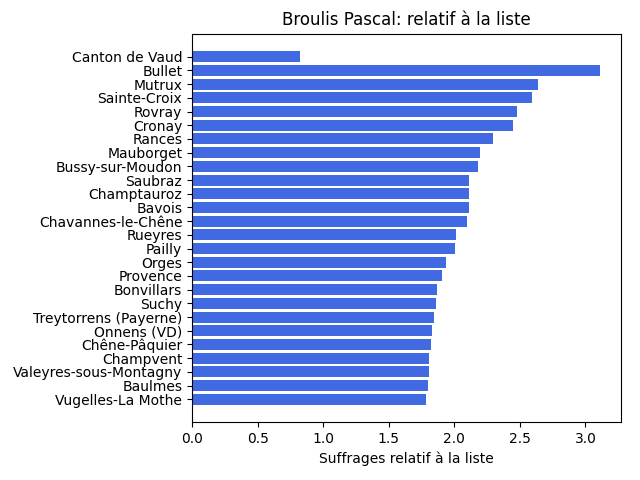 Broulis Pascal: relatif à la liste
Canton de Vaud
Bullet
Mutrux
Sainte-Croix
Rovray
Cronay
Rances
Mauborget
Bussy-sur-Moudon
Saubraz
Champtauroz
Bavois
Chavannes-le-Chêne
Rueyres
Pailly
Orges
Provence
Bonvillars
Suchy
Treytorrens (Payerne)
Onnens (VD)
Chêne-Pâquier
Champvent
Valeyres-sous-Montagny
Baulmes
Vugelles-La Mothe
0.0 0.5 1.0 1.5 2.0 2.5 3.0
Suffrages relatif à la liste